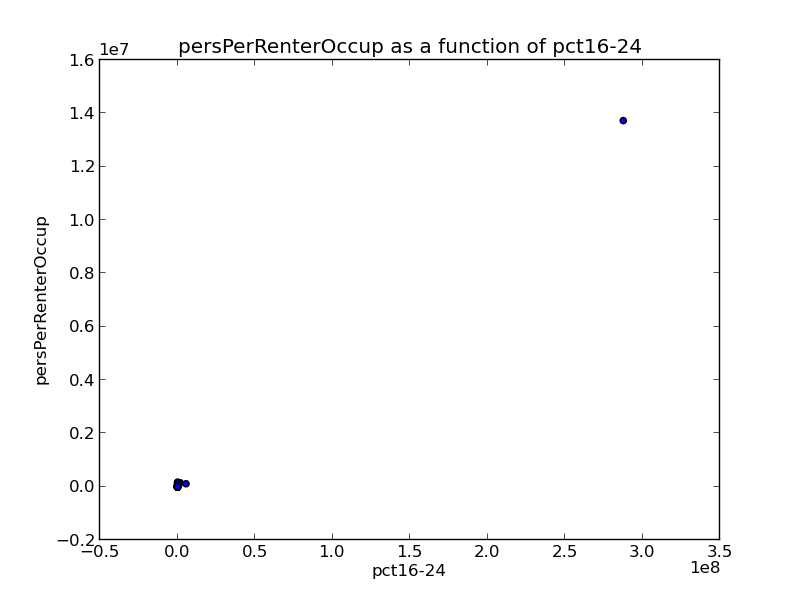 persPerRenterOccup as a function of pct16-24
1e7
1.6
1.4
1.2
1.0
0.8
0.6
0.4
0.2
0.0
−0.2
persPerRenterOccup
−0.5 0.0 0.5 1.0 1.5 2.0 2.5 3.0 3.5
1e8
pct16-24